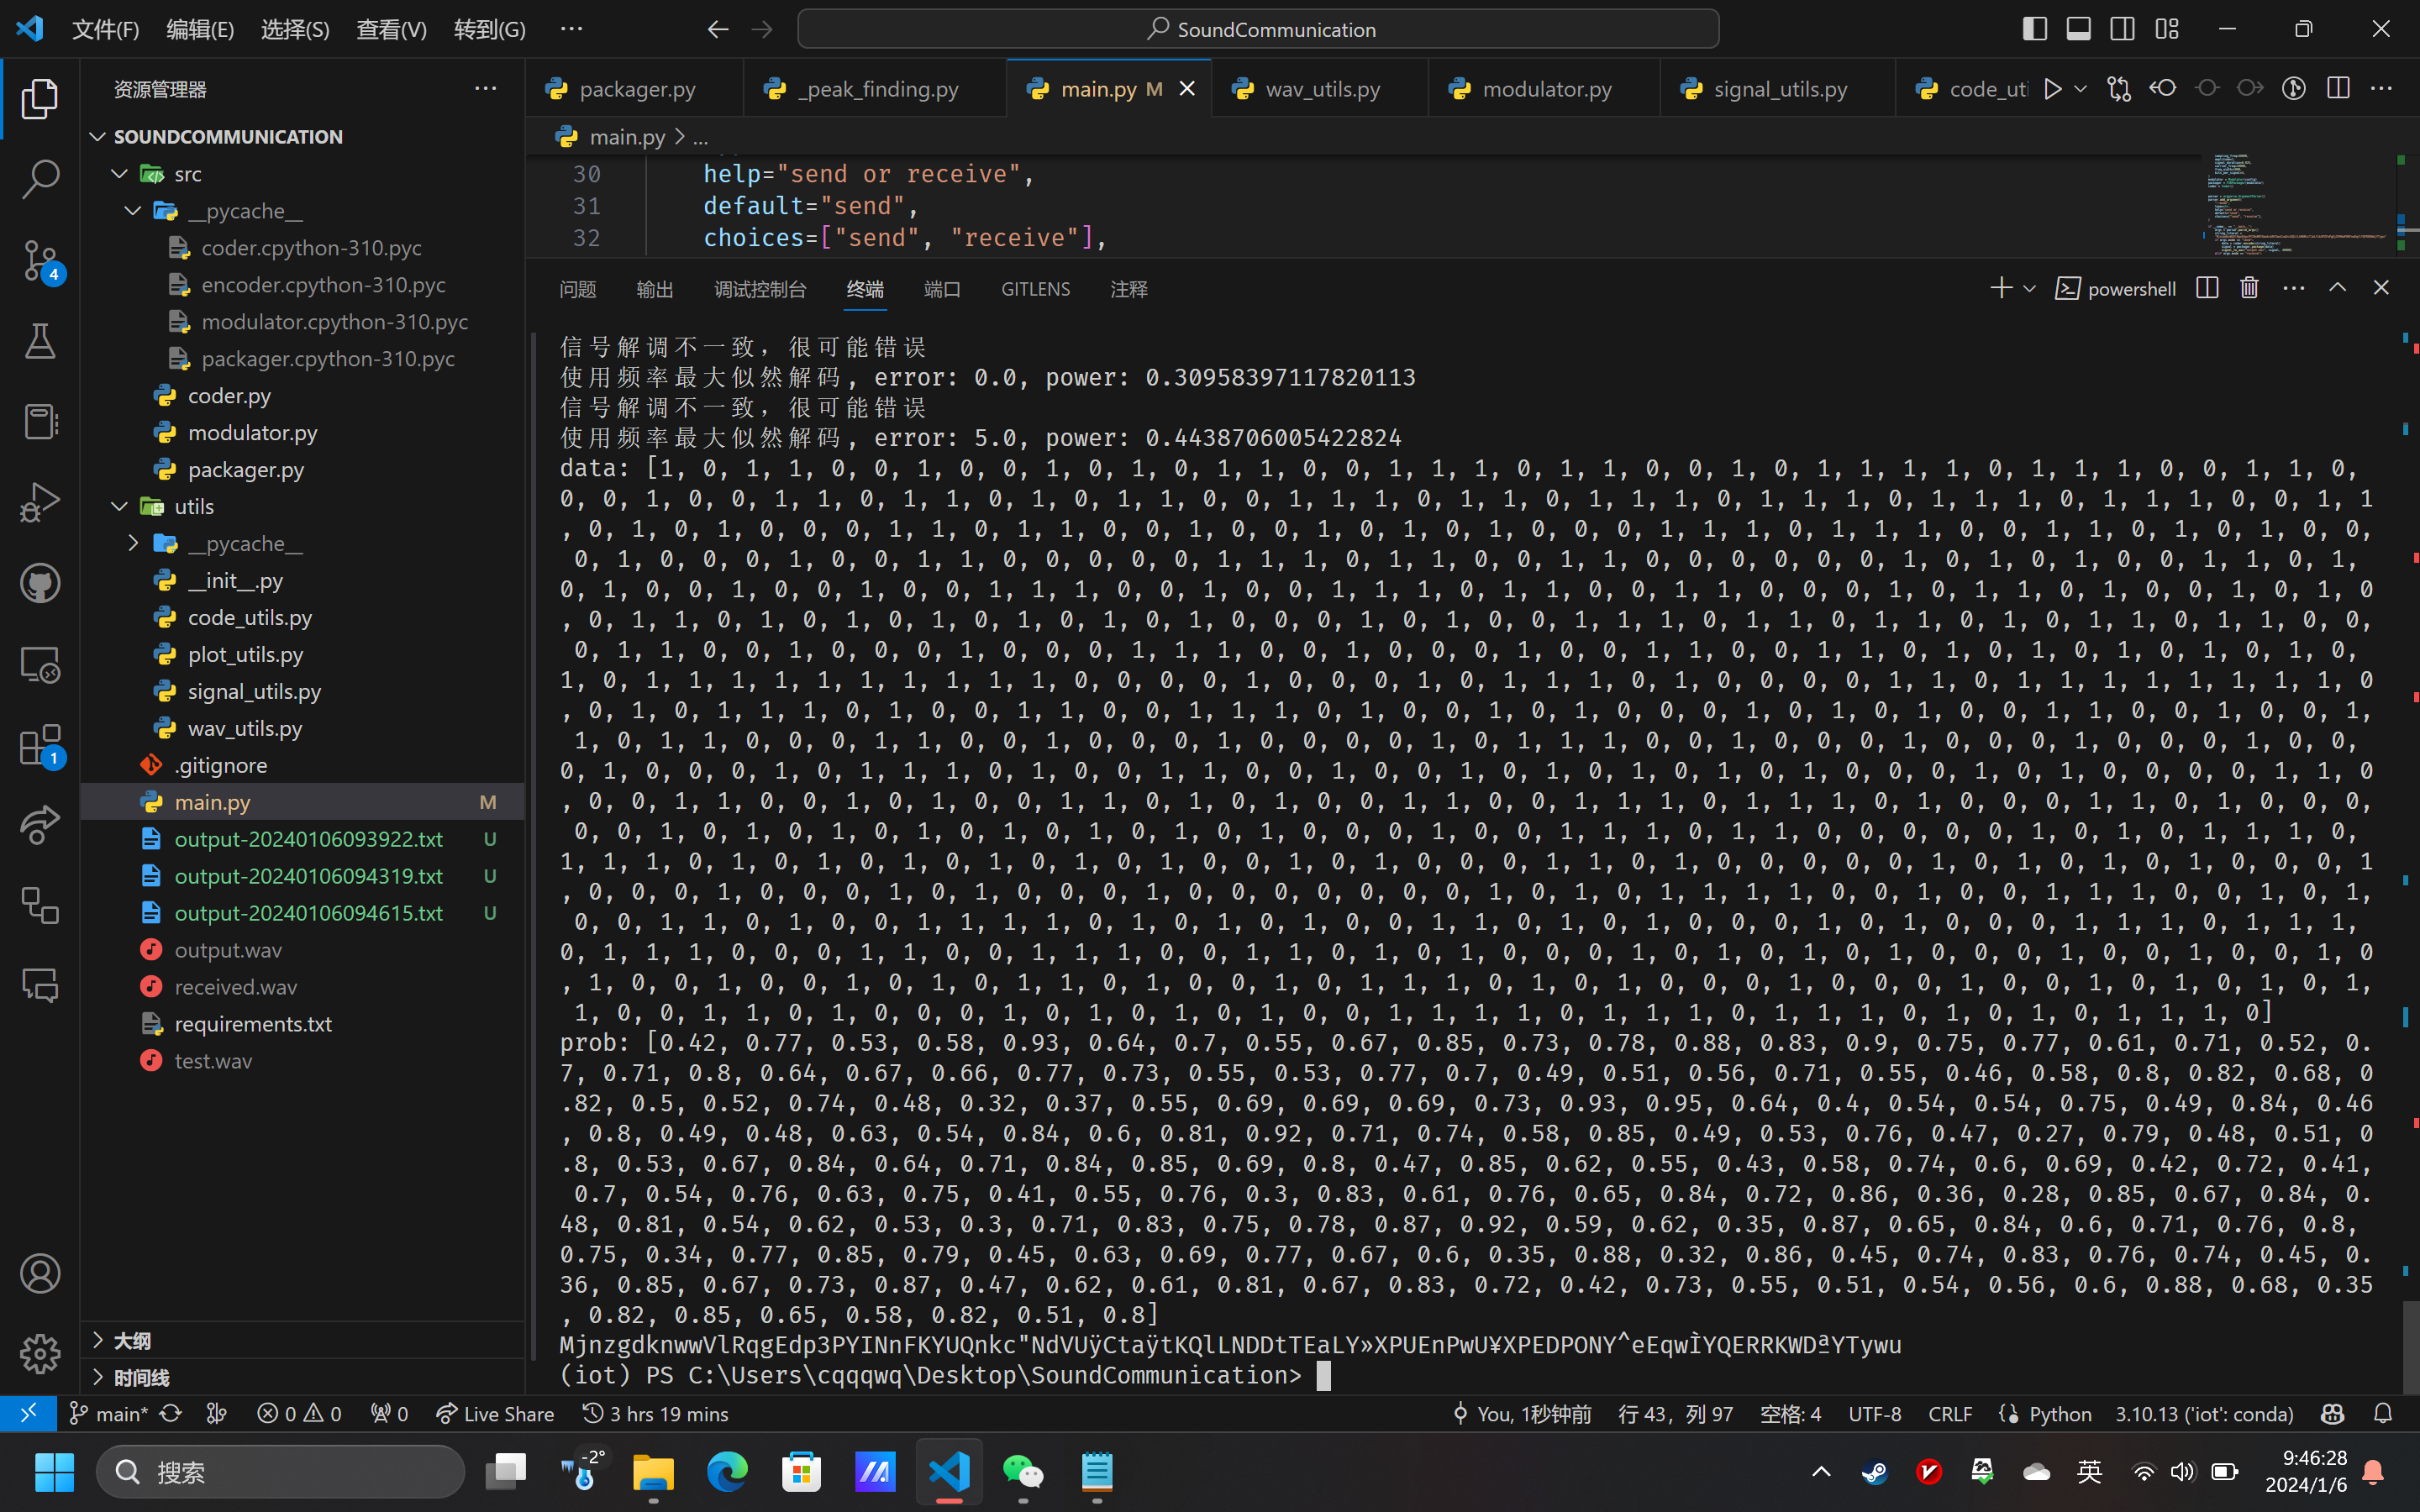 文件(F) 编辑(E) 选择(S) 查看(V) 转到(G) ··· SoundCommunication
资源管理器 ···
packager.py _peak_finding.py main.py M wav_utils.py modulator.py signal_utils.py code_uti
SOUNDCOMMUNICATION
src
__pycache__
coder.cpython-310.pyc
encoder.cpython-310.pyc
modulator.cpython-310.pyc
packager.cpython-310.pyc
coder.py
modulator.py
packager.py
utils
__pycache__
__init__.py
code_utils.py
plot_utils.py
signal_utils.py
wav_utils.py
.gitignore
main.py M
output-20240106093922.txt U
output-20240106094319.txt U
output-20240106094615.txt U
output.wav
received.wav
requirements.txt
test.wav
大纲
时间线
4
1
main.py > ...
30 help="send or receive",
31 default="send",
32 choices=["send", "receive"],
问题 输出 调试控制台 终端 端口 GITLENS 注释 powershell
信号解调不一致，很可能错误
使用频率最大似然解码, error: 0.0, power: 0.30958397117820113
信号解调不一致，很可能错误
使用频率最大似然解码, error: 5.0, power: 0.4438706005422824
data: [1, 0, 1, 1, 0, 0, 1, 0, 0, 1, 0, 1, 0, 1, 1, 0, 0, 1, 1, 1, 0, 1, 1, 0, 0, 1, 0, 1, 1, 1, 1, 0, 1, 1, 1, 0, 0, 1, 1, 0,
0, 0, 1, 0, 0, 1, 1, 0, 1, 1, 0, 1, 0, 1, 1, 0, 0, 1, 1, 1, 0, 1, 1, 0, 1, 1, 1, 0, 1, 1, 1, 0, 1, 1, 1, 0, 1, 1, 1, 0, 0, 1, 1
, 0, 1, 0, 1, 0, 0, 0, 1, 1, 0, 1, 1, 0, 0, 1, 0, 0, 1, 0, 1, 0, 1, 0, 0, 0, 1, 1, 1, 0, 1, 1, 1, 0, 0, 1, 1, 0, 1, 0, 1, 0, 0,
0, 1, 0, 0, 0, 1, 0, 0, 1, 1, 0, 0, 0, 0, 0, 1, 1, 1, 0, 1, 1, 0, 0, 1, 1, 0, 0, 0, 0, 0, 0, 1, 0, 1, 0, 1, 0, 0, 1, 1, 0, 1,
0, 1, 0, 0, 1, 0, 0, 1, 0, 0, 1, 1, 1, 0, 0, 1, 0, 0, 1, 1, 1, 0, 1, 1, 0, 0, 1, 1, 0, 0, 0, 1, 0, 1, 1, 0, 1, 0, 0, 1, 0, 1, 0
, 0, 1, 1, 0, 1, 0, 1, 0, 1, 0, 1, 0, 1, 0, 1, 0, 0, 0, 1, 0, 1, 0, 0, 1, 1, 1, 0, 1, 1, 0, 1, 1, 0, 1, 0, 1, 1, 0, 1, 1, 0, 0,
0, 1, 1, 0, 0, 1, 0, 0, 0, 1, 0, 0, 0, 1, 1, 1, 0, 0, 1, 0, 0, 0, 1, 0, 0, 1, 1, 0, 0, 1, 1, 0, 1, 0, 1, 0, 1, 0, 1, 0, 1, 0,
1, 0, 1, 1, 1, 1, 1, 1, 1, 1, 1, 1, 0, 0, 0, 0, 1, 0, 0, 0, 1, 0, 1, 1, 1, 0, 1, 0, 0, 0, 0, 1, 1, 0, 1, 1, 1, 1, 1, 1, 1, 1, 0
, 0, 1, 0, 1, 1, 1, 0, 1, 0, 0, 1, 1, 0, 0, 1, 1, 1, 0, 1, 0, 0, 1, 0, 1, 0, 0, 0, 1, 0, 1, 0, 1, 0, 0, 1, 1, 0, 0, 1, 0, 0, 1,
1, 0, 1, 1, 0, 0, 0, 1, 1, 0, 0, 1, 0, 0, 0, 1, 0, 0, 0, 0, 1, 0, 1, 1, 1, 0, 0, 1, 0, 0, 0, 1, 0, 0, 0, 1, 0, 0, 0, 1, 0, 0,
0, 1, 0, 0, 0, 1, 0, 1, 1, 1, 0, 1, 0, 0, 1, 1, 0, 0, 1, 0, 0, 1, 0, 1, 0, 1, 0, 1, 0, 1, 0, 0, 0, 1, 0, 1, 0, 0, 0, 0, 1, 1, 0
, 0, 0, 1, 1, 0, 0, 1, 0, 1, 0, 0, 1, 1, 0, 1, 0, 1, 0, 0, 1, 1, 0, 0, 1, 1, 1, 0, 1, 1, 1, 0, 1, 0, 0, 0, 1, 1, 0, 1, 0, 0, 0,
0, 0, 1, 0, 1, 0, 1, 0, 1, 0, 1, 0, 1, 0, 1, 0, 1, 0, 0, 0, 1, 0, 0, 1, 1, 1, 0, 1, 1, 0, 0, 0, 0, 0, 1, 0, 1, 0, 1, 1, 1, 0,
1, 1, 1, 0, 1, 0, 1, 0, 1, 0, 1, 0, 1, 0, 1, 0, 0, 1, 0, 1, 0, 0, 0, 1, 1, 0, 1, 0, 0, 0, 0, 0, 1, 0, 1, 0, 1, 0, 1, 0, 0, 0, 1
, 0, 0, 0, 1, 0, 0, 0, 1, 0, 1, 0, 0, 0, 1, 0, 0, 0, 0, 0, 0, 0, 1, 0, 1, 0, 1, 1, 1, 1, 0, 0, 1, 0, 0, 1, 1, 1, 0, 0, 1, 0, 1,
0, 0, 1, 1, 0, 1, 0, 0, 1, 1, 1, 1, 0, 1, 0, 1, 0, 1, 0, 0, 1, 1, 0, 1, 0, 1, 0, 0, 0, 1, 0, 1, 0, 0, 0, 1, 1, 1, 0, 1, 1, 1,
0, 1, 1, 1, 0, 0, 0, 1, 1, 0, 0, 1, 1, 1, 0, 0, 1, 1, 0, 1, 0, 1, 0, 0, 0, 1, 0, 1, 0, 1, 0, 1, 0, 0, 0, 1, 0, 0, 1, 0, 0, 1, 0
, 1, 0, 0, 1, 0, 0, 1, 0, 1, 0, 1, 1, 0, 1, 0, 0, 1, 0, 1, 1, 1, 0, 1, 0, 1, 0, 0, 0, 1, 0, 0, 0, 1, 0, 0, 1, 0, 1, 0, 1, 0, 1,
1, 0, 0, 1, 1, 0, 1, 0, 0, 0, 1, 0, 1, 0, 1, 0, 1, 0, 0, 1, 1, 1, 1, 0, 1, 1, 1, 0, 1, 1, 1, 0, 1, 0, 1, 0, 1, 1, 1, 0]
prob: [0.42, 0.77, 0.53, 0.58, 0.93, 0.64, 0.7, 0.55, 0.67, 0.85, 0.73, 0.78, 0.88, 0.83, 0.9, 0.75, 0.77, 0.61, 0.71, 0.52, 0.
7, 0.71, 0.8, 0.64, 0.67, 0.66, 0.77, 0.73, 0.55, 0.53, 0.77, 0.7, 0.49, 0.51, 0.56, 0.71, 0.55, 0.46, 0.58, 0.8, 0.82, 0.68, 0
.82, 0.5, 0.52, 0.74, 0.48, 0.32, 0.37, 0.55, 0.69, 0.69, 0.69, 0.73, 0.93, 0.95, 0.64, 0.4, 0.54, 0.54, 0.75, 0.49, 0.84, 0.46
, 0.8, 0.49, 0.48, 0.63, 0.54, 0.84, 0.6, 0.81, 0.92, 0.71, 0.74, 0.58, 0.85, 0.49, 0.53, 0.76, 0.47, 0.27, 0.79, 0.48, 0.51, 0
.8, 0.53, 0.67, 0.84, 0.64, 0.71, 0.84, 0.85, 0.69, 0.8, 0.47, 0.85, 0.62, 0.55, 0.43, 0.58, 0.74, 0.6, 0.69, 0.42, 0.72, 0.41,
0.7, 0.54, 0.76, 0.63, 0.75, 0.41, 0.55, 0.76, 0.3, 0.83, 0.61, 0.76, 0.65, 0.84, 0.72, 0.86, 0.36, 0.28, 0.85, 0.67, 0.84, 0.
48, 0.81, 0.54, 0.62, 0.53, 0.3, 0.71, 0.83, 0.75, 0.78, 0.87, 0.92, 0.59, 0.62, 0.35, 0.87, 0.65, 0.84, 0.6, 0.71, 0.76, 0.8,
0.75, 0.34, 0.77, 0.85, 0.79, 0.45, 0.63, 0.69, 0.77, 0.67, 0.6, 0.35, 0.88, 0.32, 0.86, 0.45, 0.74, 0.83, 0.76, 0.74, 0.45, 0.
36, 0.85, 0.67, 0.73, 0.87, 0.47, 0.62, 0.61, 0.81, 0.67, 0.83, 0.72, 0.42, 0.73, 0.55, 0.51, 0.54, 0.56, 0.6, 0.88, 0.68, 0.35
, 0.82, 0.85, 0.65, 0.58, 0.82, 0.51, 0.8]
MjnzgdknwwVlRqgEdp3PYINnFKYUQnkc"NdVUÿCtaÿtKQlLNDDtTEaLY»XPUEnPwU¥XPEDPONY^eEqwÌYQERRKWDªYTywu
(iot) PS C:\Users\cqqqwq\Desktop\SoundCommunication>
main* 0 0 0 Live Share 3 hrs 19 mins You, 1秒钟前 行 43，列 97 空格: 4 UTF-8 CRLF Python 3.10.13 ('iot': conda)
搜索 -2° 英 9:46:28
2024/1/6